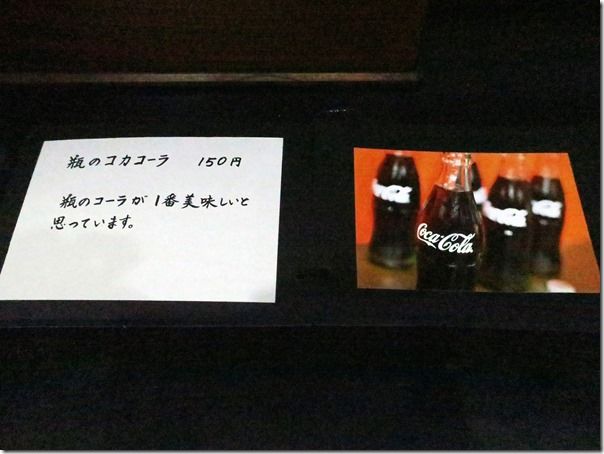 瓶のコカコーラ 150円
瓶のコーラが1番美味しいと
思っています。
Coca-Cola